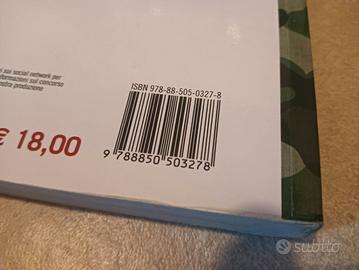 sui social network per
formazioni sul concorso
nostra produzione
ISBN 978-88-505-0327-8
€ 18,00
9 788850 503278
subito